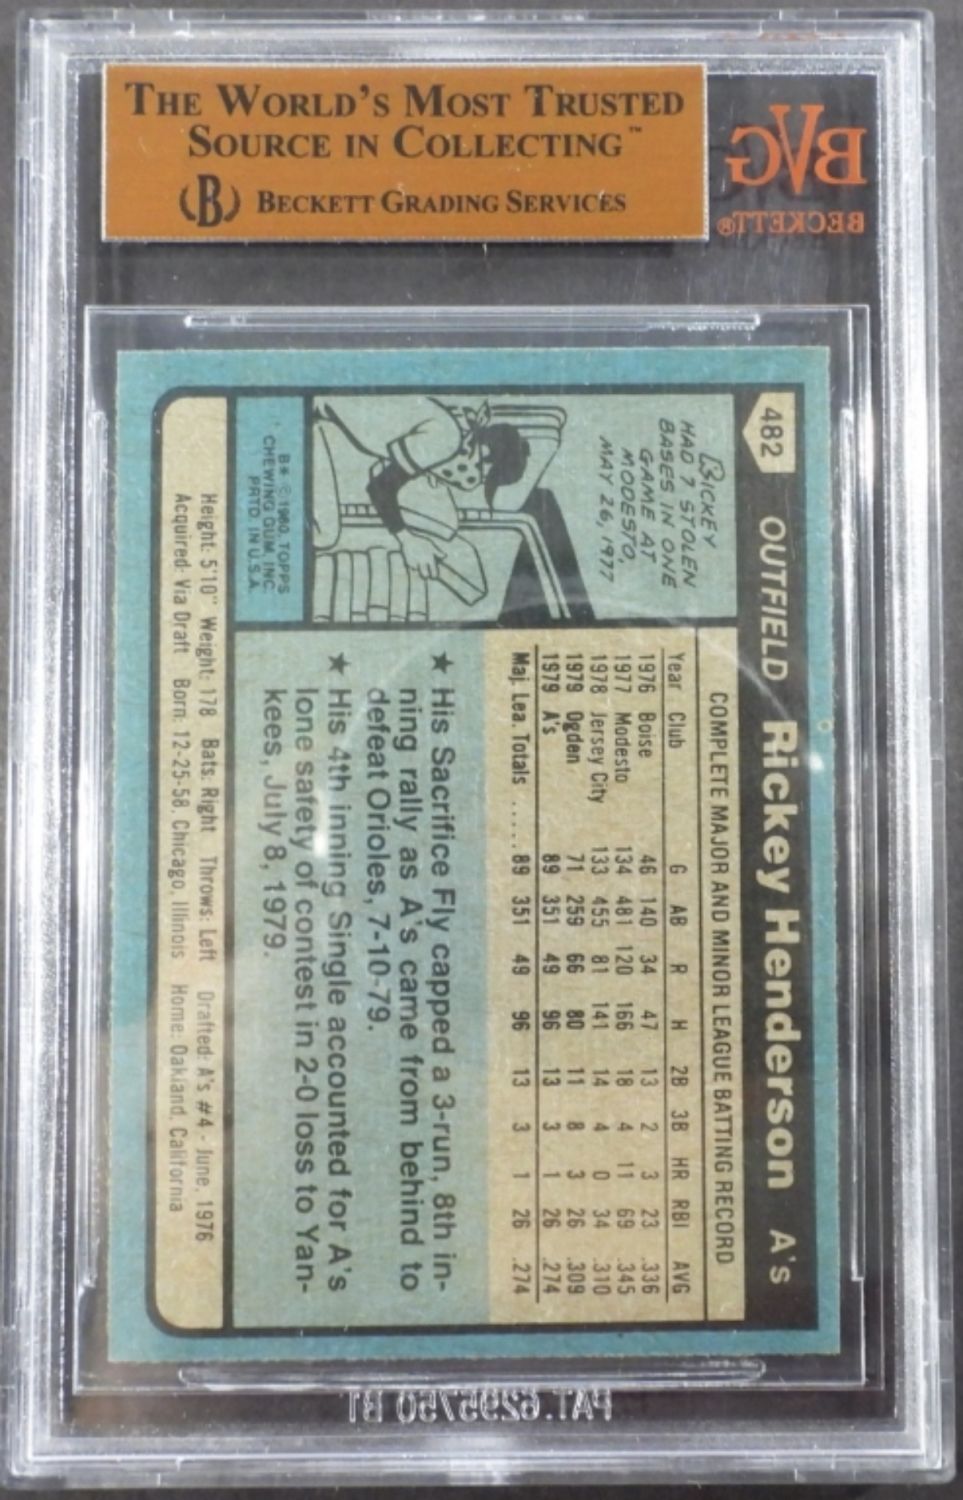 THE WORLD'S MOST TRUSTED
SOURCE IN COLLECTING™
B BECKETT GRADING SERVICES
BVG
BECKETT®
482 OUTFIELD Rickey Henderson A's
RICKEY
HAD 7 STOLEN
BASES IN ONE
GAME AT
MODESTO,
MAY 26, 1977
B* © 1980 TOPPS
CHEWING GUM, INC.
PRTD. IN U.S.A.
COMPLETE MAJOR AND MINOR LEAGUE BATTING RECORD
Year Club G AB R H 2B 3B HR RBI AVG
1976 Boise 46 140 34 47 13 2 3 23 .336
1977 Modesto 134 481 120 166 18 4 11 69 .345
1978 Jersey City 133 455 81 141 14 4 0 34 .310
1979 Ogden 71 259 66 80 11 8 3 26 .309
1979 A's 89 351 49 96 13 3 1 26 .274
Maj. Lea. Totals ..... 89 351 49 96 13 3 1 26 .274
★ His Sacrifice Fly capped a 3-run, 8th in-
ning rally as A's came from behind to
defeat Orioles, 7-10-79.
★ His 4th inning Single accounted for A's
lone safety of contest in 2-0 loss to Yan-
kees, July 8, 1979.
Height: 5'10" Weight: 178 Bats: Right Throws: Left Drafted: A's #4 - June, 1976
Acquired: Via Draft Born: 12-25-58, Chicago, Illinois Home: Oakland, California
PAT. 6295750 B1